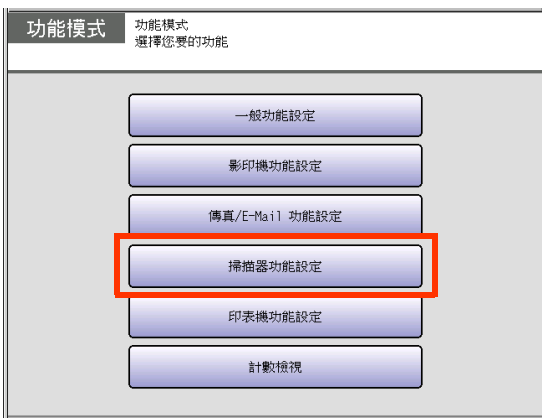 功能摸式
功能摸式
選擇您要的功能
一般功能設定
影印機功能設定
傳真/E-Mail 功能設定
掃描器功能設定
印表機功能設定
計數檢視